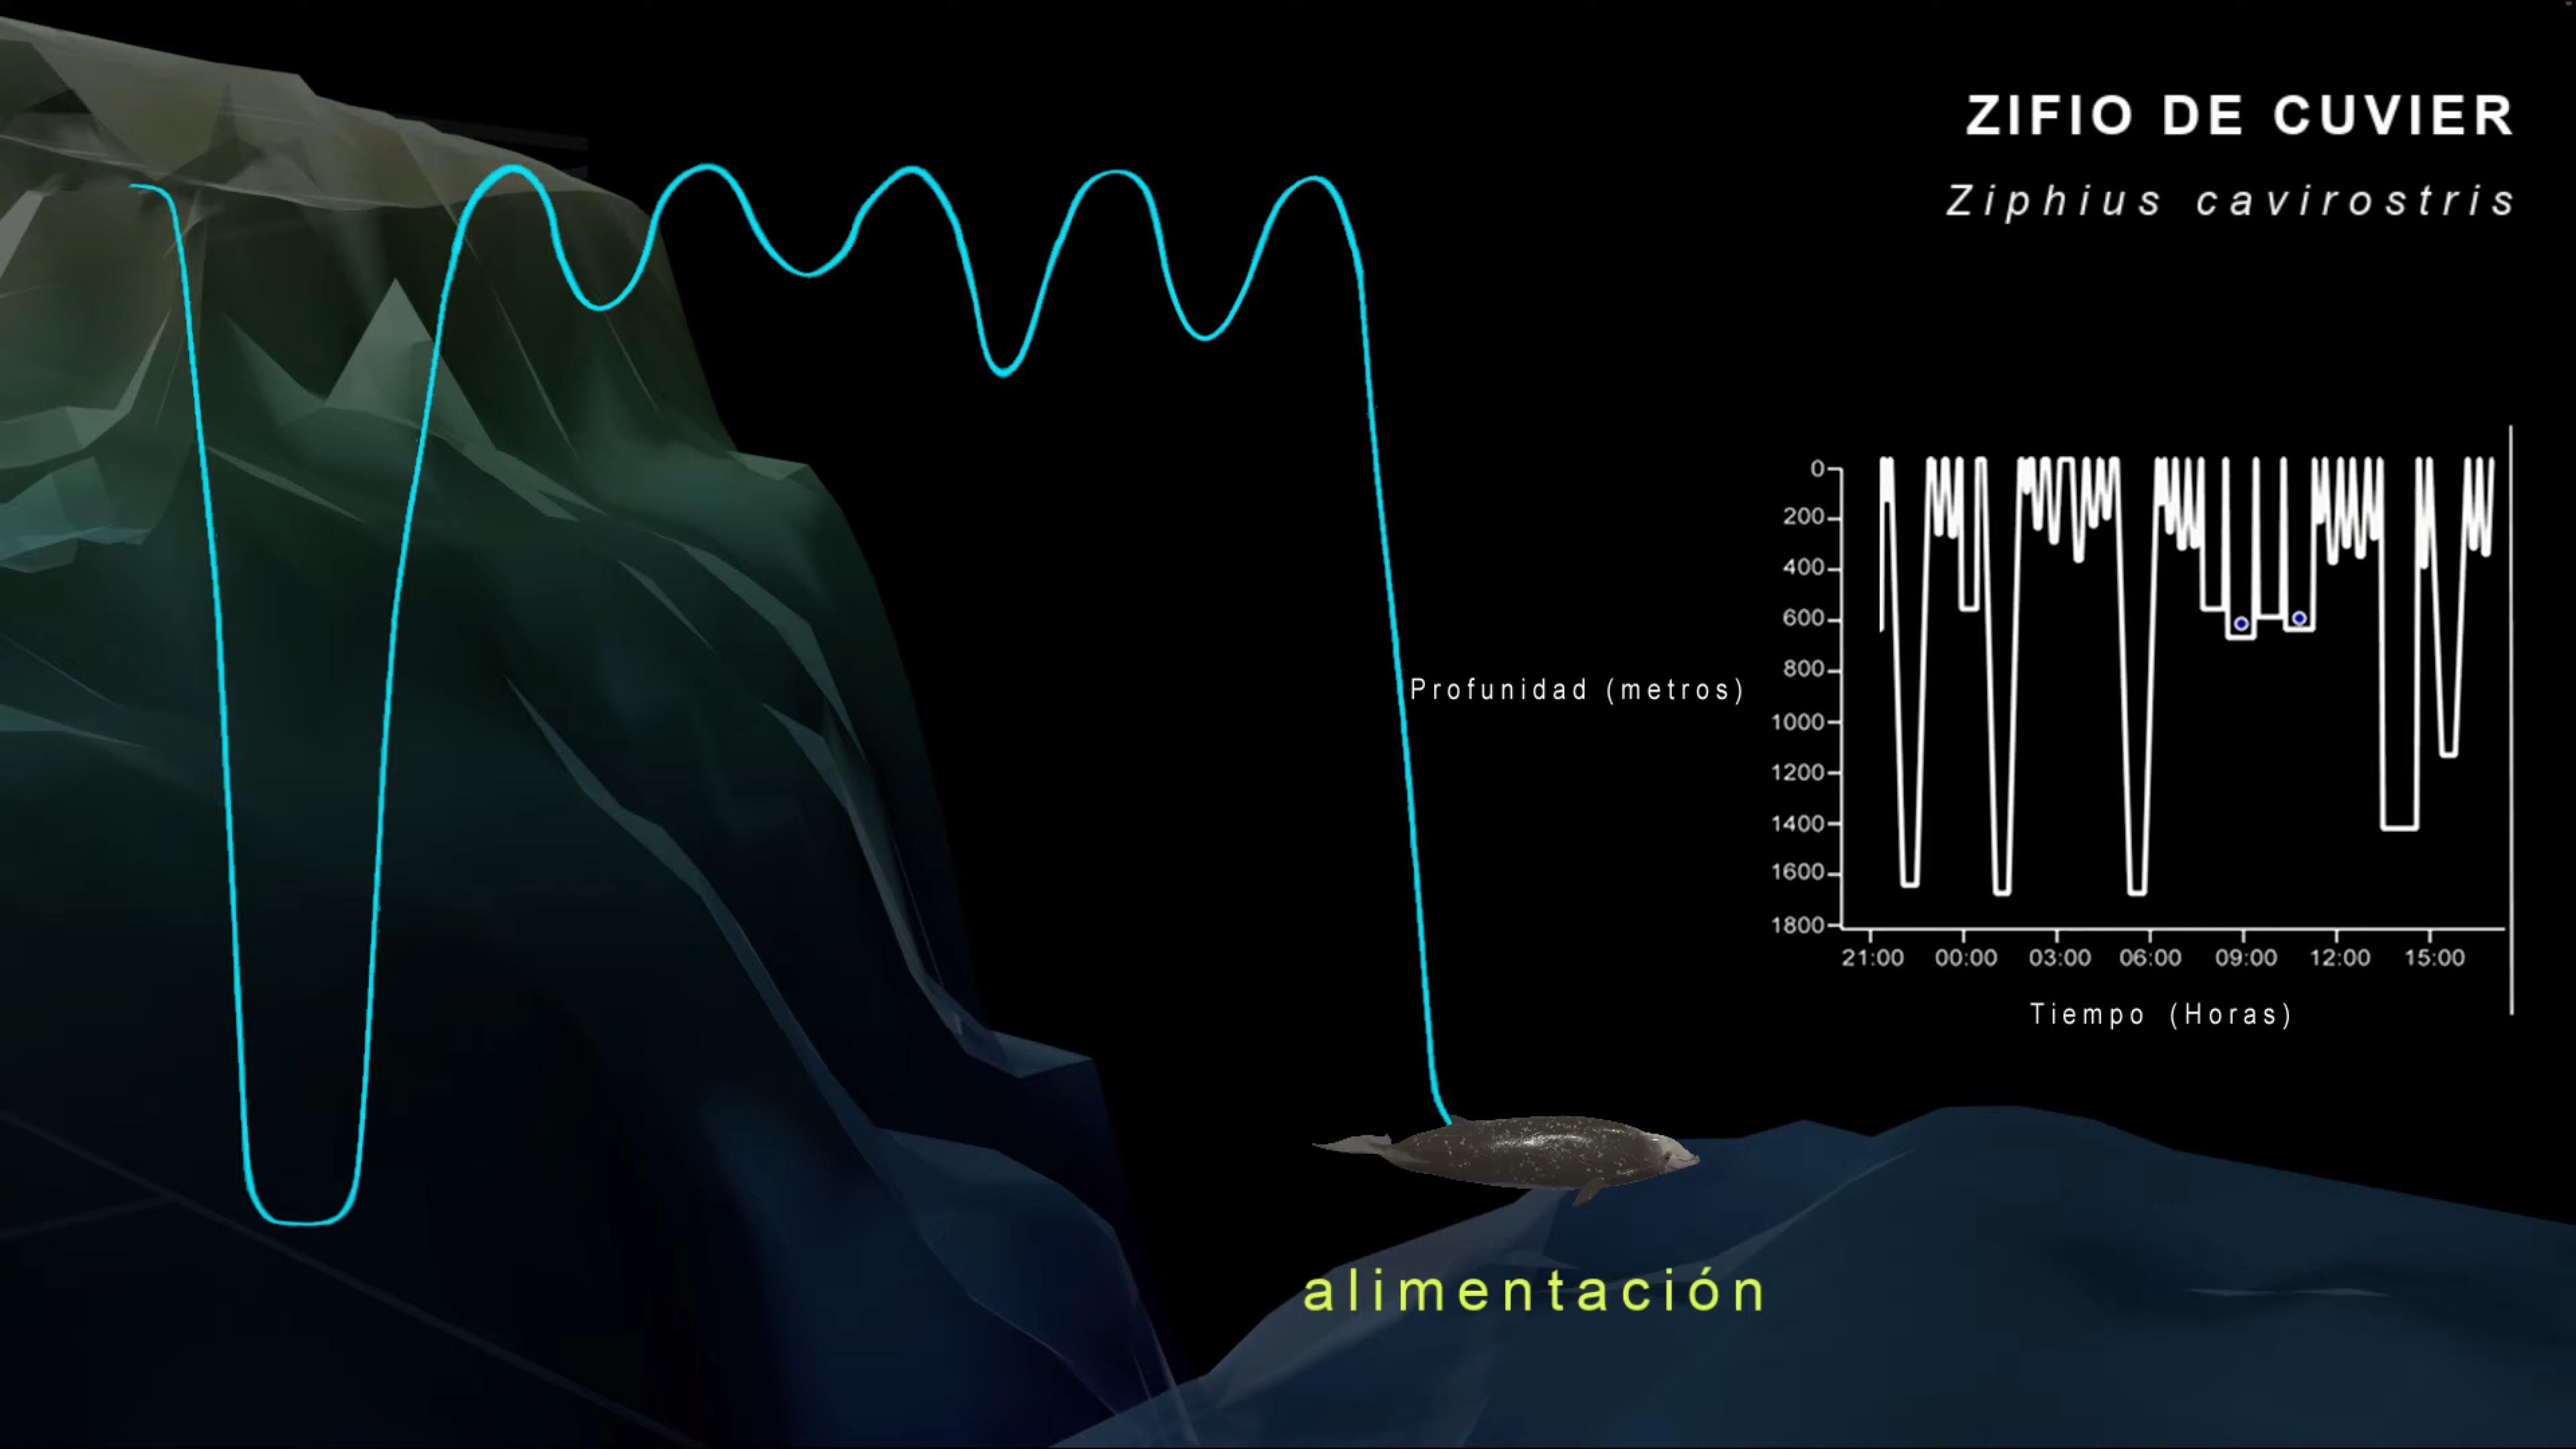 ZIFIO DE CUVIER
Ziphius cavirostris
0
200
400
600
Profunidad (metros)
800
1000
1200
1400
1600
1800
21:00 00:00 03:00 06:00 09:00 12:00 15:00
Tiempo (Horas)
alimentación